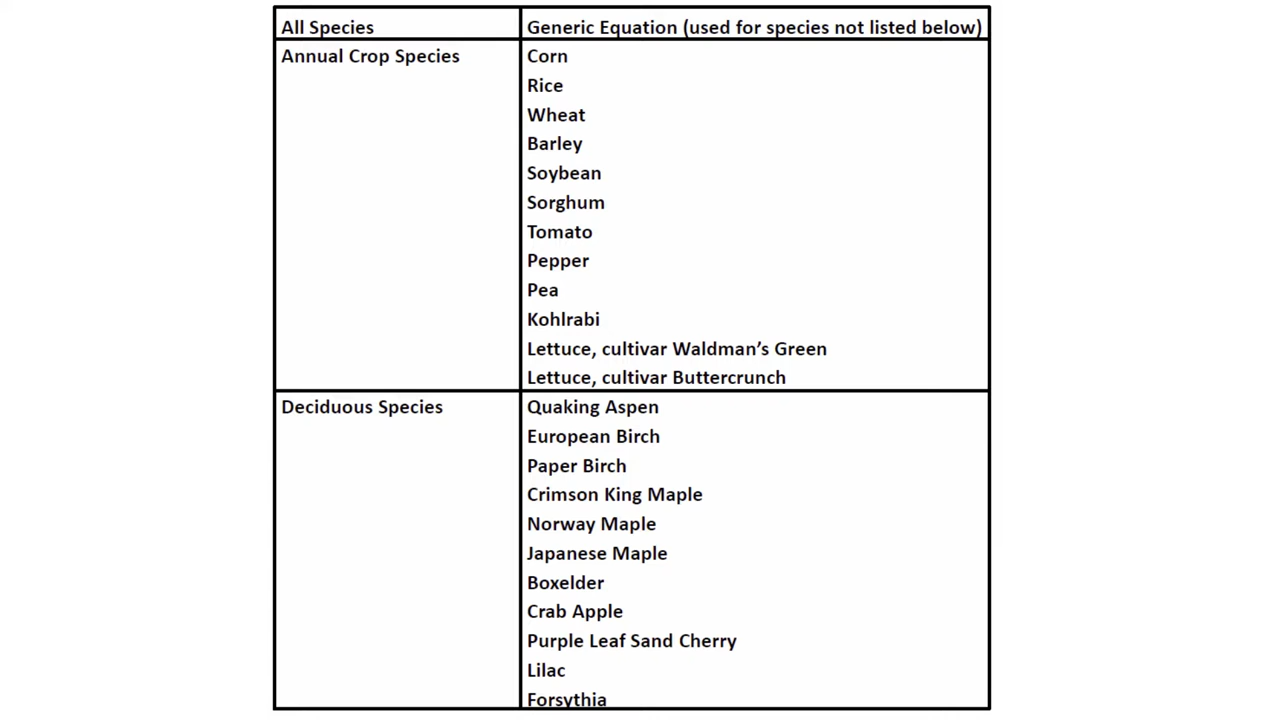 All Species Generic Equation (used for species not listed below)
Annual Crop Species Corn
Rice
Wheat
Barley
Soybean
Sorghum
Tomato
Pepper
Pea
Kohlrabi
Lettuce, cultivar Waldman’s Green
Lettuce, cultivar Buttercrunch
Deciduous Species Quaking Aspen
European Birch
Paper Birch
Crimson King Maple
Norway Maple
Japanese Maple
Boxelder
Crab Apple
Purple Leaf Sand Cherry
Lilac
Forsythia